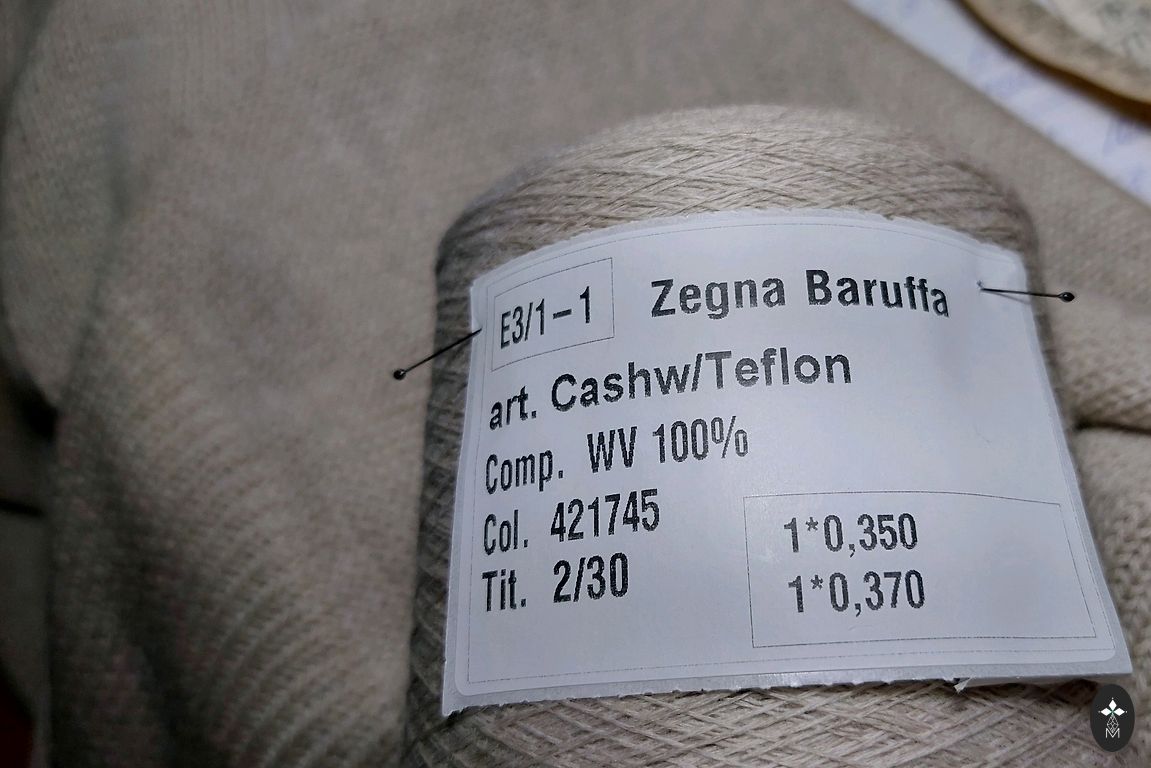 E3/1–1
Zegna Baruffa
art. Cashw/Teflon
Comp. WV 100%
Col. 421745
Tit. 2/30
1*0,350
1*0,370
M